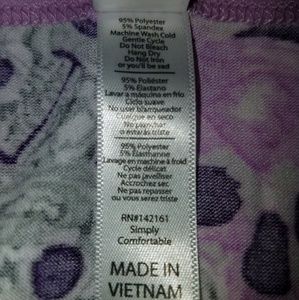 95% Polyester
5% Spandex
Machine Wash Cold
Gentle Cycle
Do Not Bleach
Hang Dry
Do Not Iron
or you'll be sad
95% Poliéster
5% Elastano
Lavar a máquina en frío
Ciclo suave
No user blanqueador
Cuelgue en seco
No planchar
o estarás triste
95% Polyester
5% Elasthanne
Lavage en machine à froid
Cycle délicat
Ne pas javelliser
Accrochez sec
Ne pas repasser
ou vous serez triste
RN#142161
Simply
Comfortable
MADE IN
VIETNAM